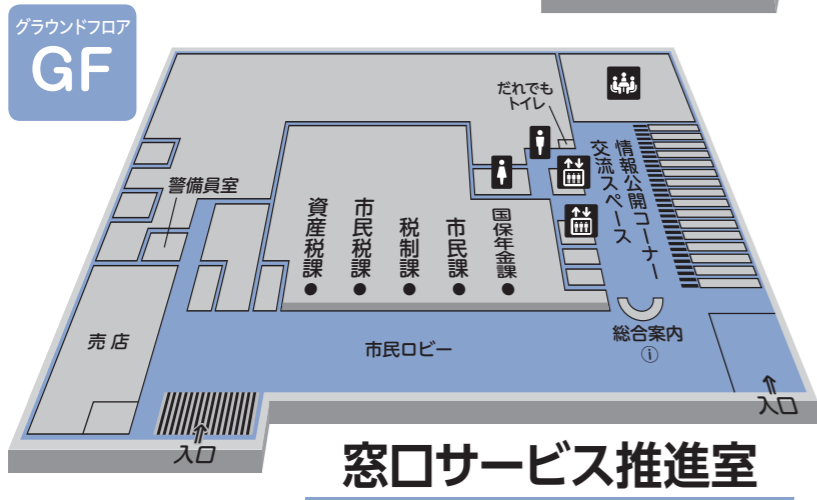 グラウンドフロア
GF
だれでも
トイレ
警備員室
情報公開コーナー
交流スペース
資産税課
市民税課
税制課
市民課
国保年金課
売店
市民ロビー
総合案内
i
入口
入口
窓口サービス推進室